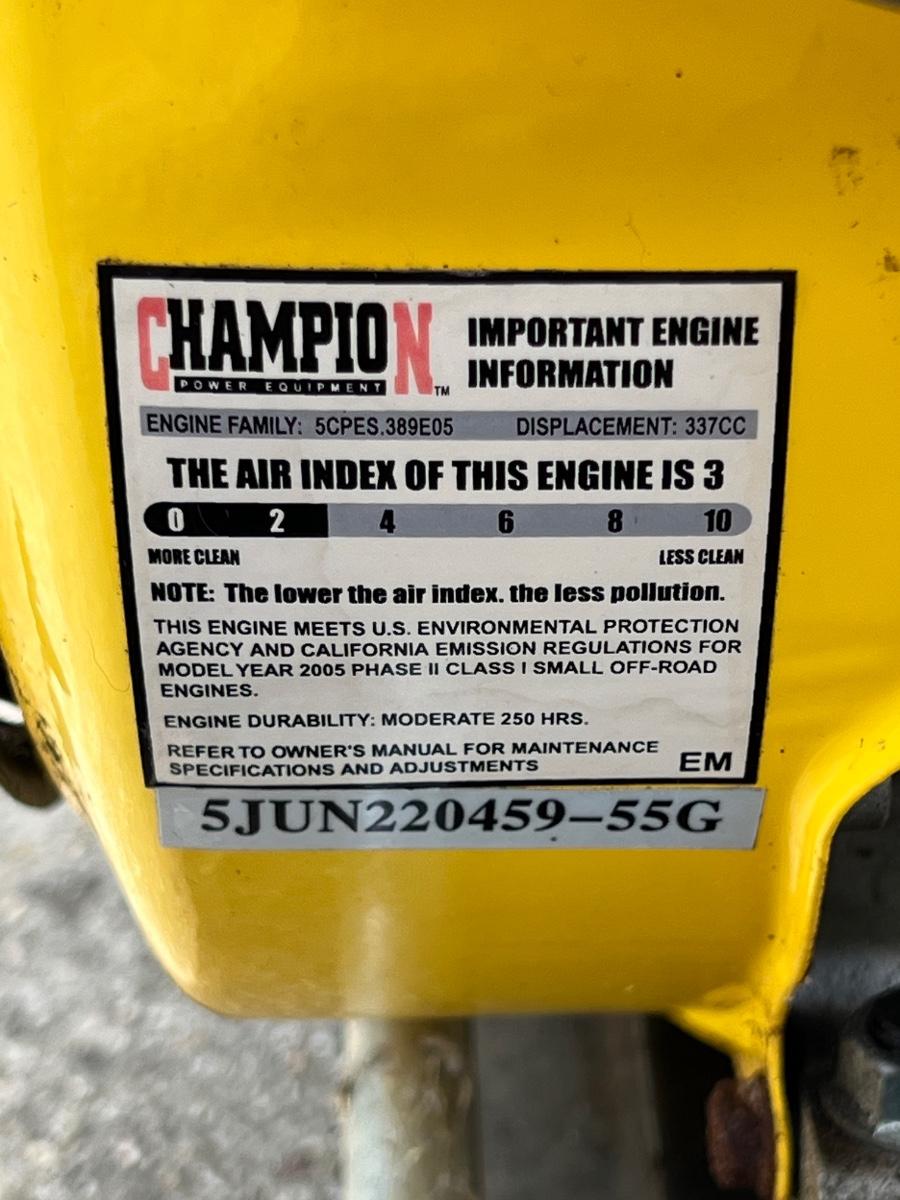 CHAMPION
POWER EQUIPMENT TM
IMPORTANT ENGINE
INFORMATION
ENGINE FAMILY: 5CPES.389E05 DISPLACEMENT: 337CC
THE AIR INDEX OF THIS ENGINE IS 3
0 2 4 6 8 10
MORE CLEAN LESS CLEAN
NOTE: The lower the air index. the less pollution.
THIS ENGINE MEETS U.S. ENVIRONMENTAL PROTECTION
AGENCY AND CALIFORNIA EMISSION REGULATIONS FOR
MODEL YEAR 2005 PHASE II CLASS I SMALL OFF-ROAD
ENGINES.
ENGINE DURABILITY: MODERATE 250 HRS.
REFER TO OWNER'S MANUAL FOR MAINTENANCE
SPECIFICATIONS AND ADJUSTMENTS EM
5JUN220459-55G